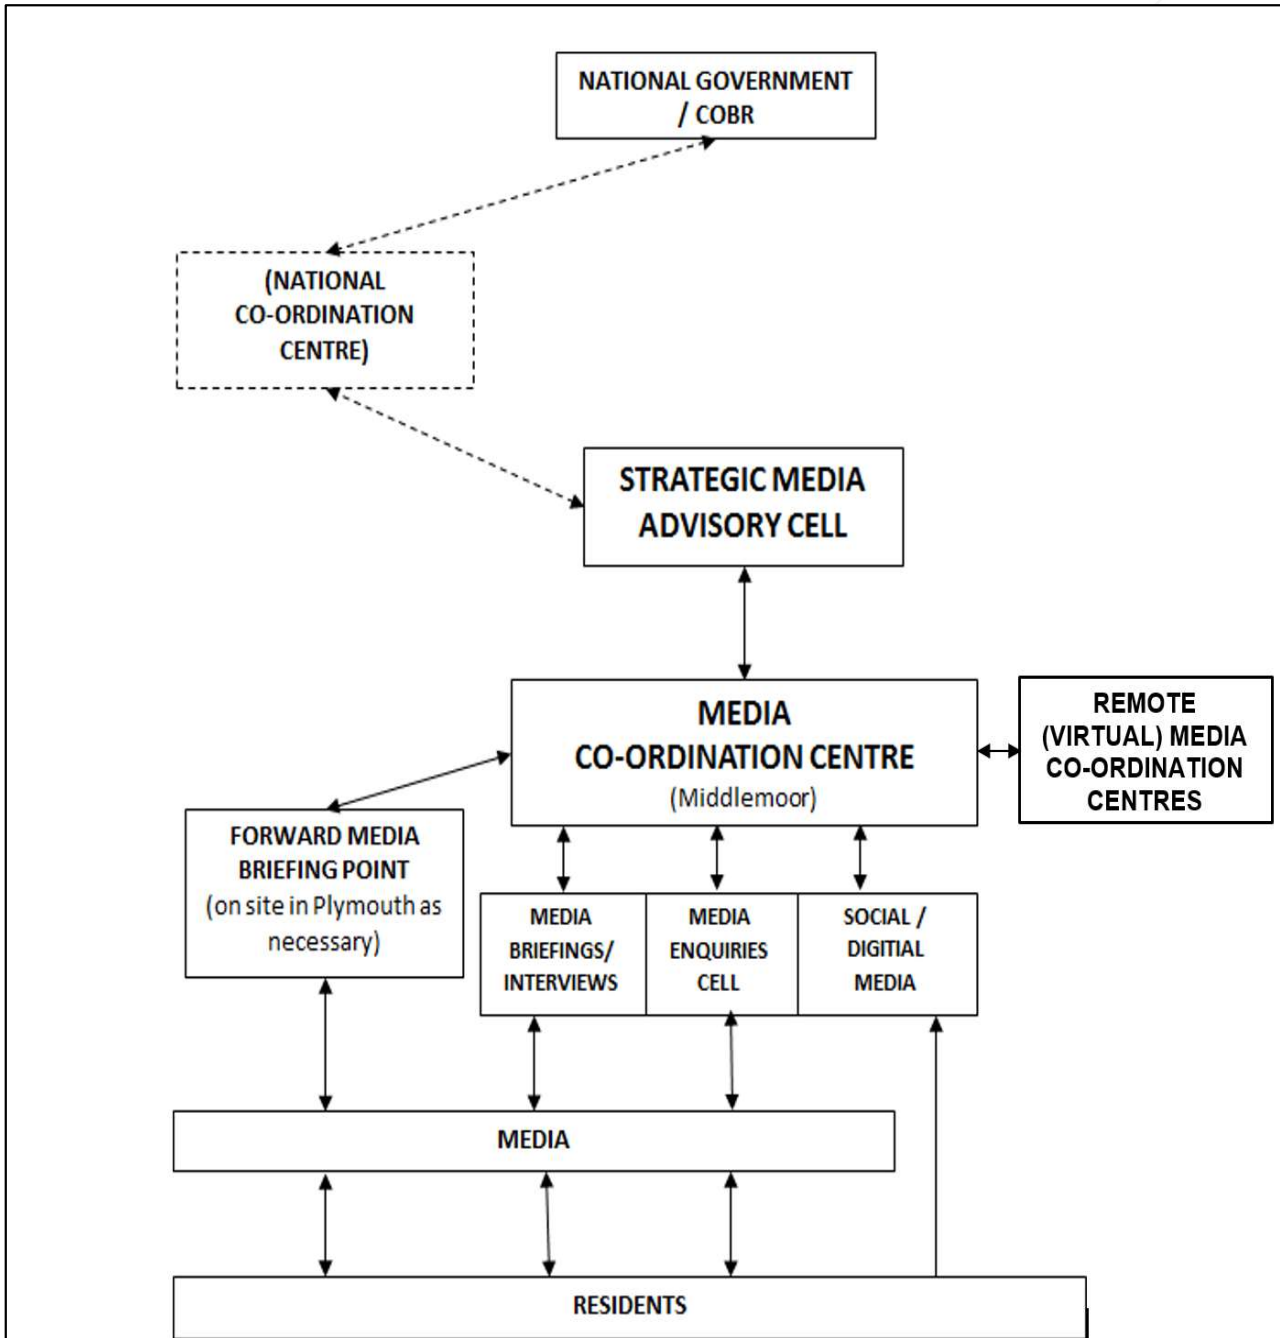 NATIONAL GOVERNMENT
/ COBR
(NATIONAL
CO-ORDINATION
CENTRE)
STRATEGIC MEDIA
ADVISORY CELL
MEDIA
CO-ORDINATION CENTRE
(Middlemoor)
REMOTE
(VIRTUAL) MEDIA
CO-ORDINATION
CENTRES
FORWARD MEDIA
BRIEFING POINT
(on site in Plymouth as
necessary)
MEDIA
BRIEFINGS/
INTERVIEWS
MEDIA
ENQUIRIES
CELL
SOCIAL /
DIGITIAL
MEDIA
MEDIA
RESIDENTS